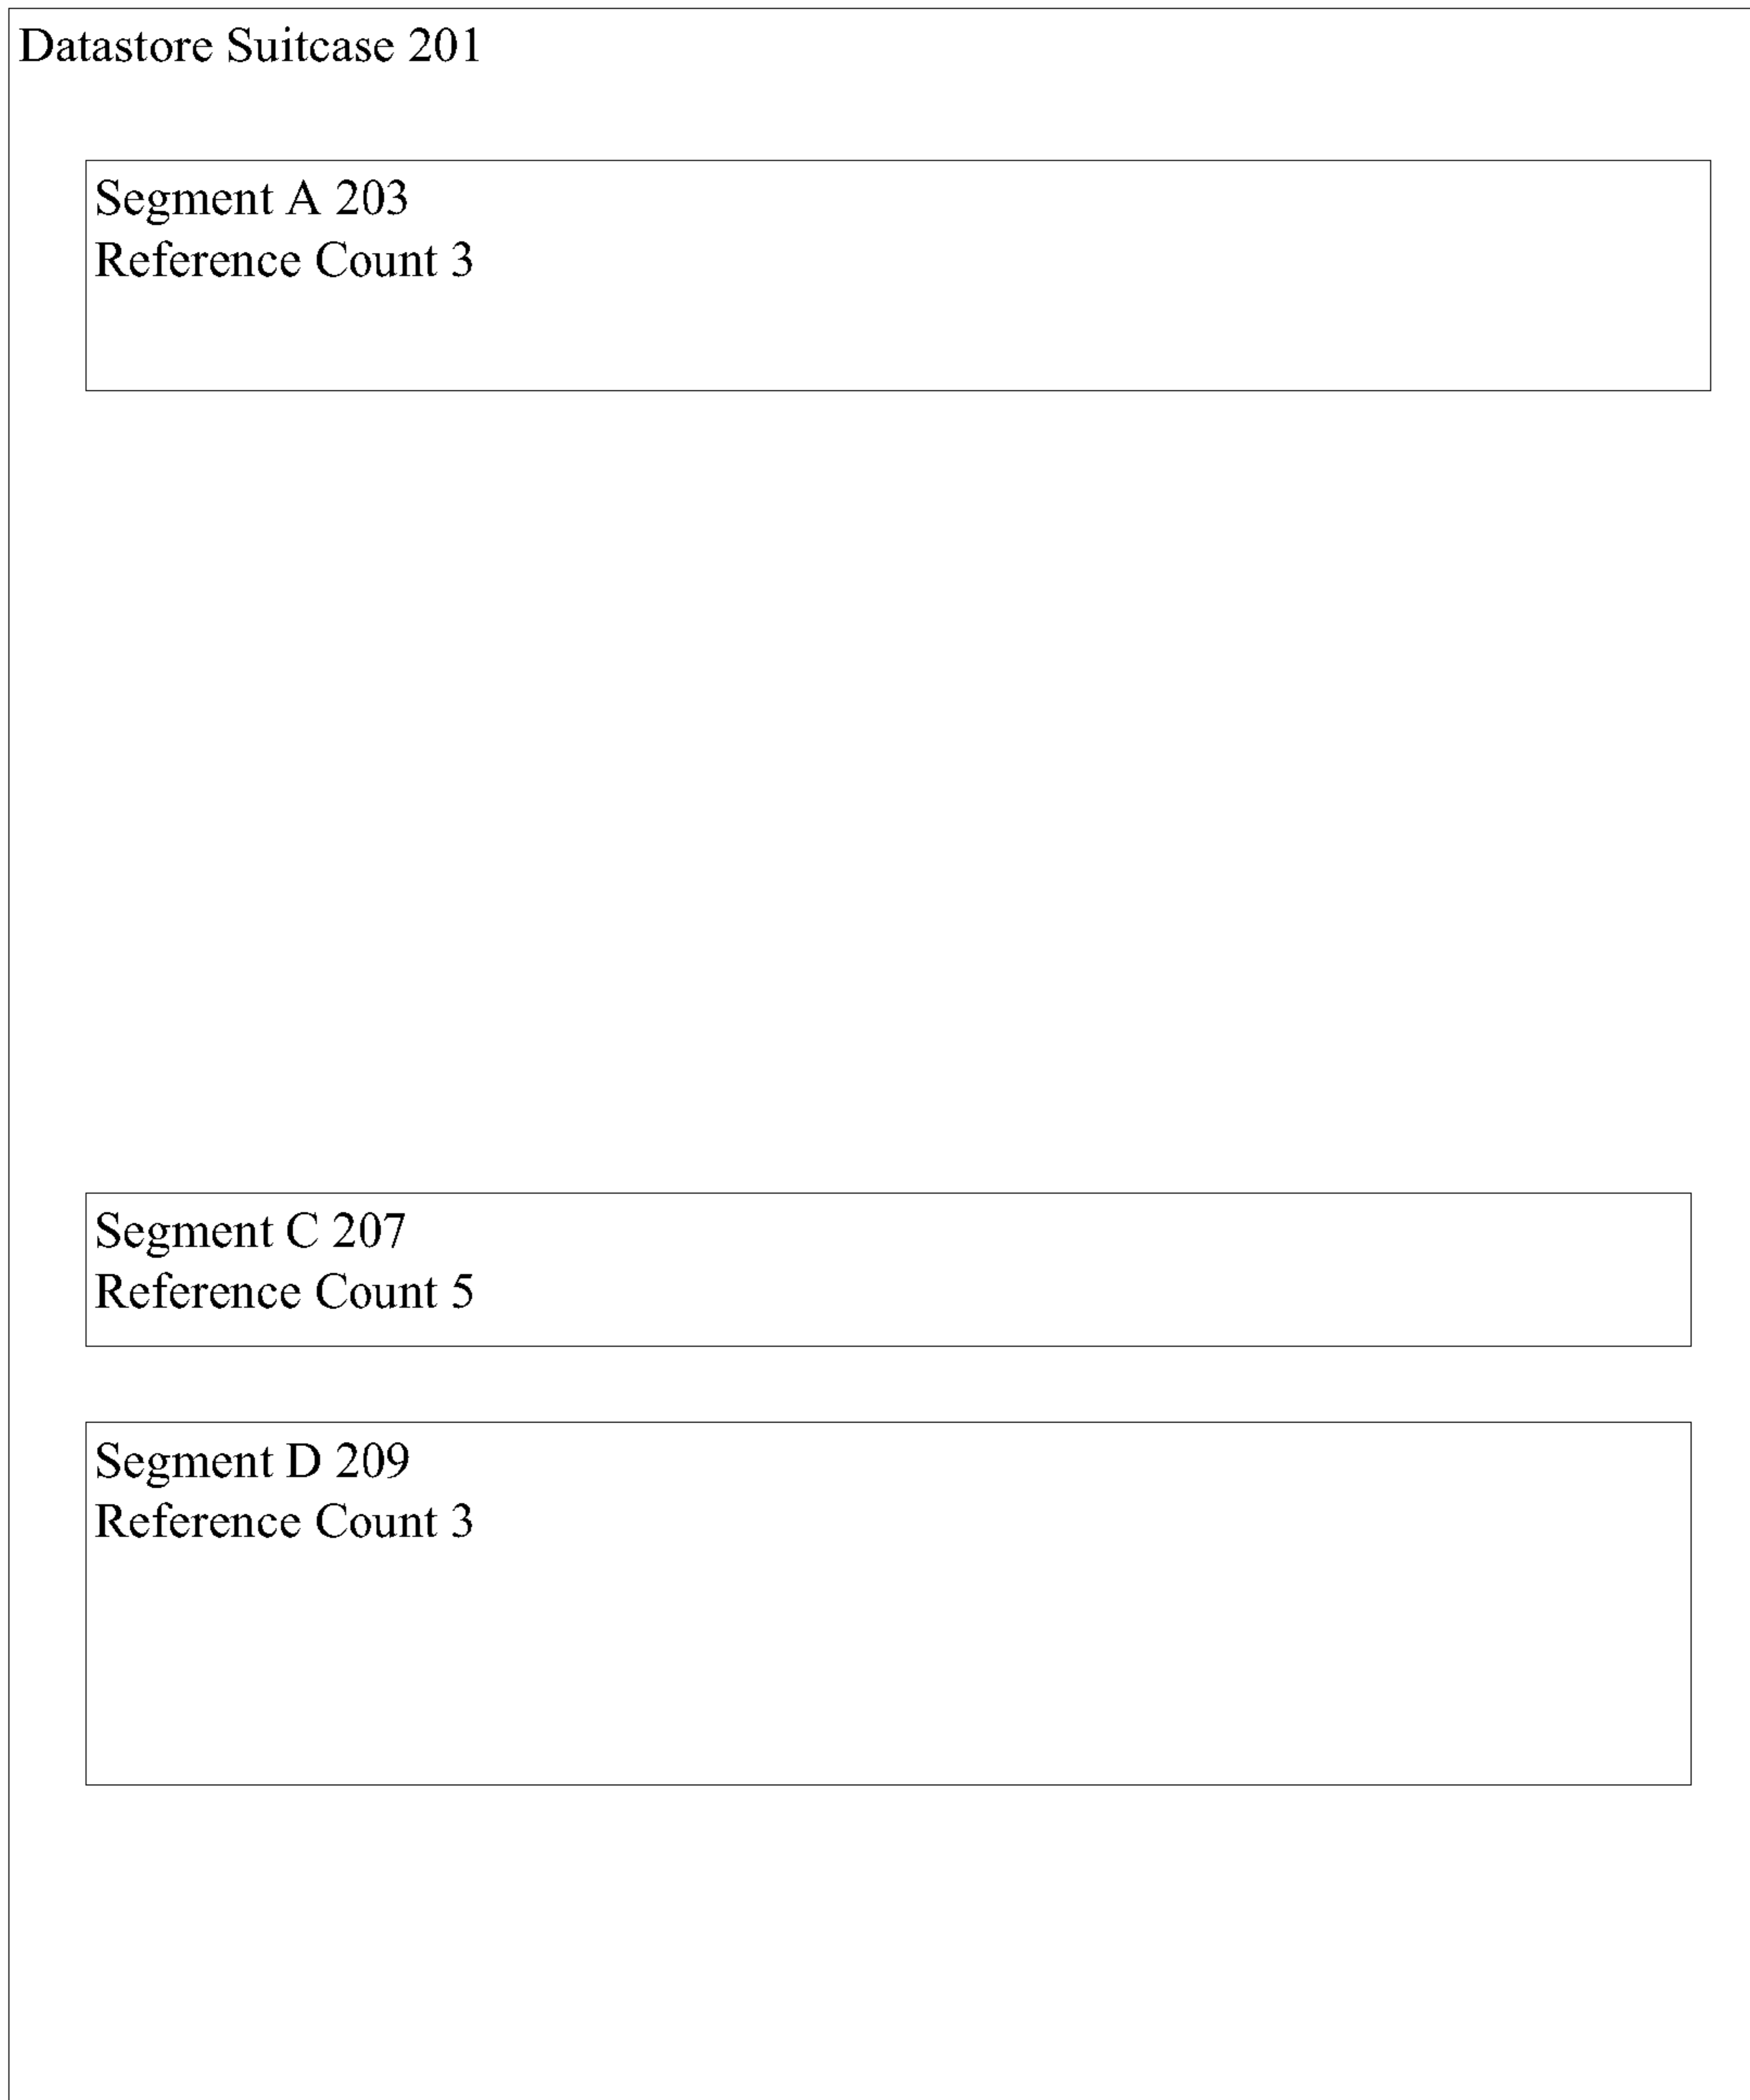 Datastore Suitcase 201
Segment A 203
Reference Count 3
Segment C 207
Reference Count 5
Segment D 209
Reference Count 3